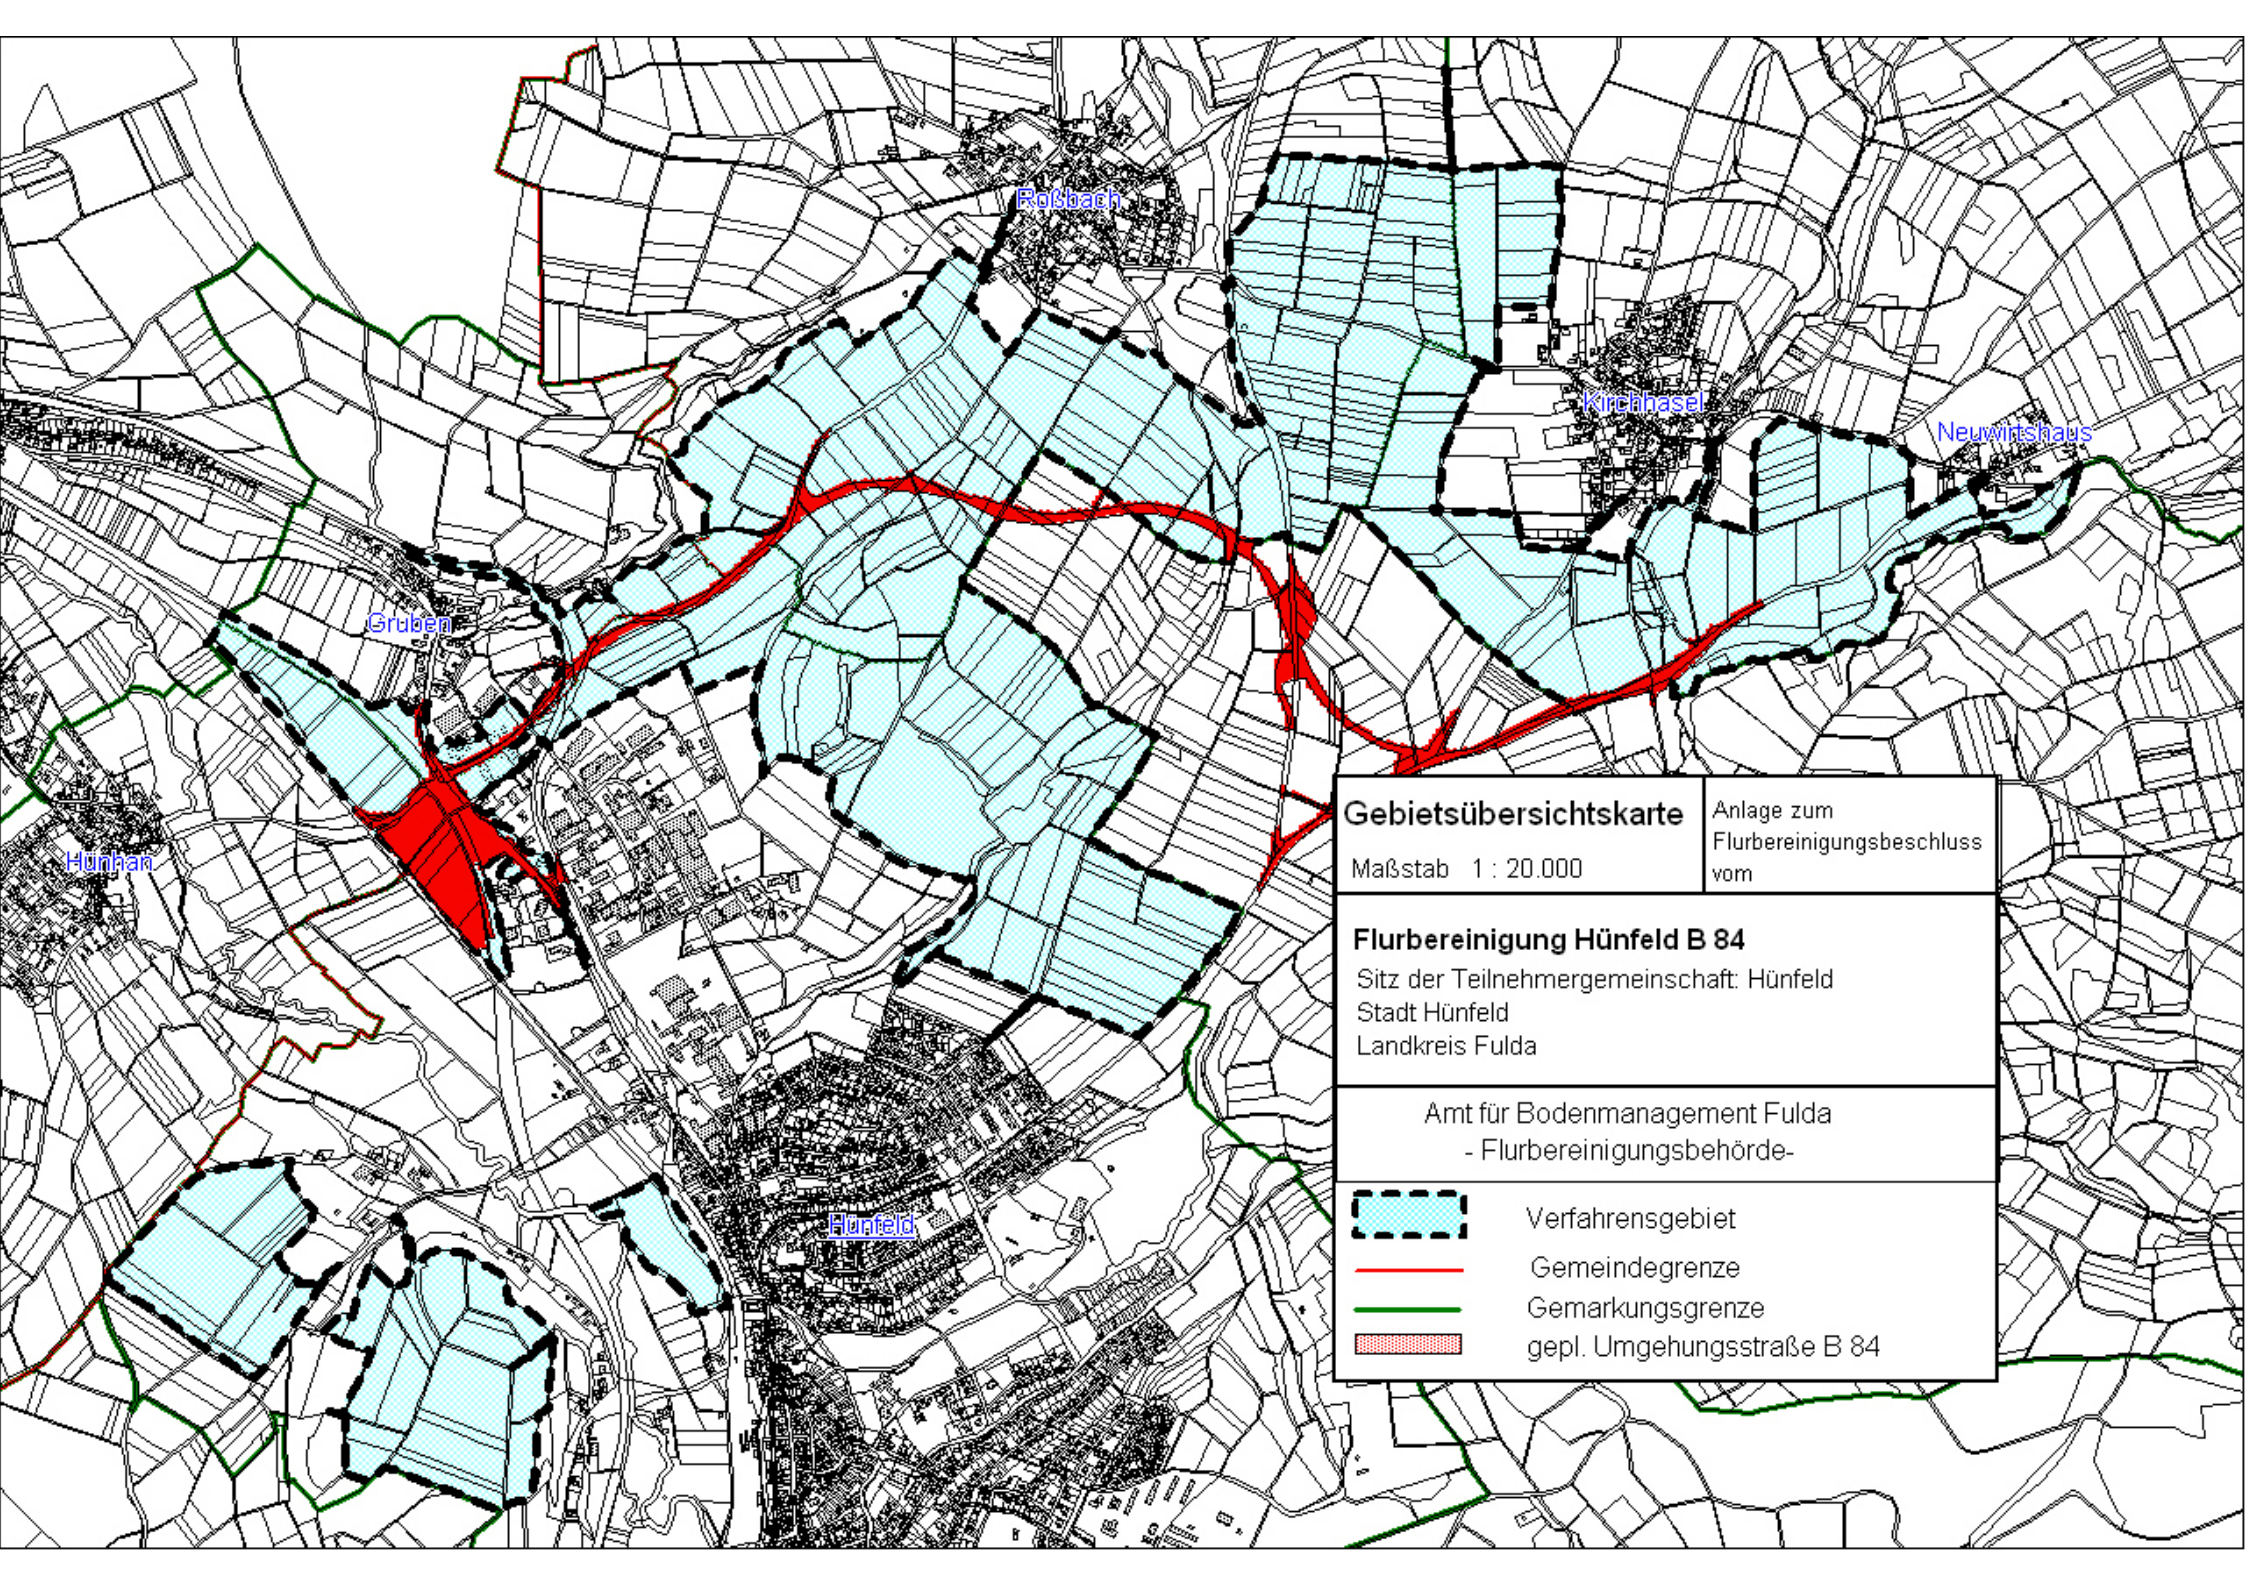 Roßbach
Kirchhasel
Neuwirtshaus
Gruben
Hünhan
Hünfeld
Gebietsübersichtskarte
Maßstab 1 : 20.000
Anlage zum
Flurbereinigungsbeschluss
vom
Flurbereinigung Hünfeld B 84
Sitz der Teilnehmergemeinschaft: Hünfeld
Stadt Hünfeld
Landkreis Fulda
Amt für Bodenmanagement Fulda
- Flurbereinigungsbehörde-
Verfahrensgebiet
Gemeindegrenze
Gemarkungsgrenze
gepl. Umgehungsstraße B 84